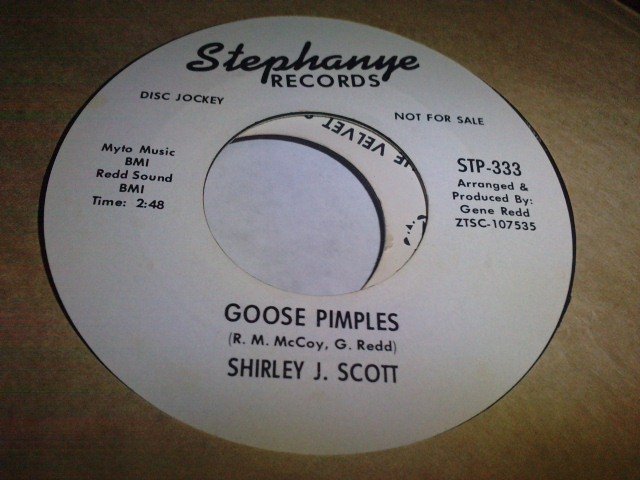 Stephanye
RECORDS
DISC JOCKEY
NOT FOR SALE
Myto Music
BMI
Redd Sound
BMI
Time: 2:48
STP-333
Arranged &
Produced By:
Gene Redd
ZTSC-107535
VELVET
GOOSE PIMPLES
(R. M. McCoy, G. Redd)
SHIRLEY J. SCOTT